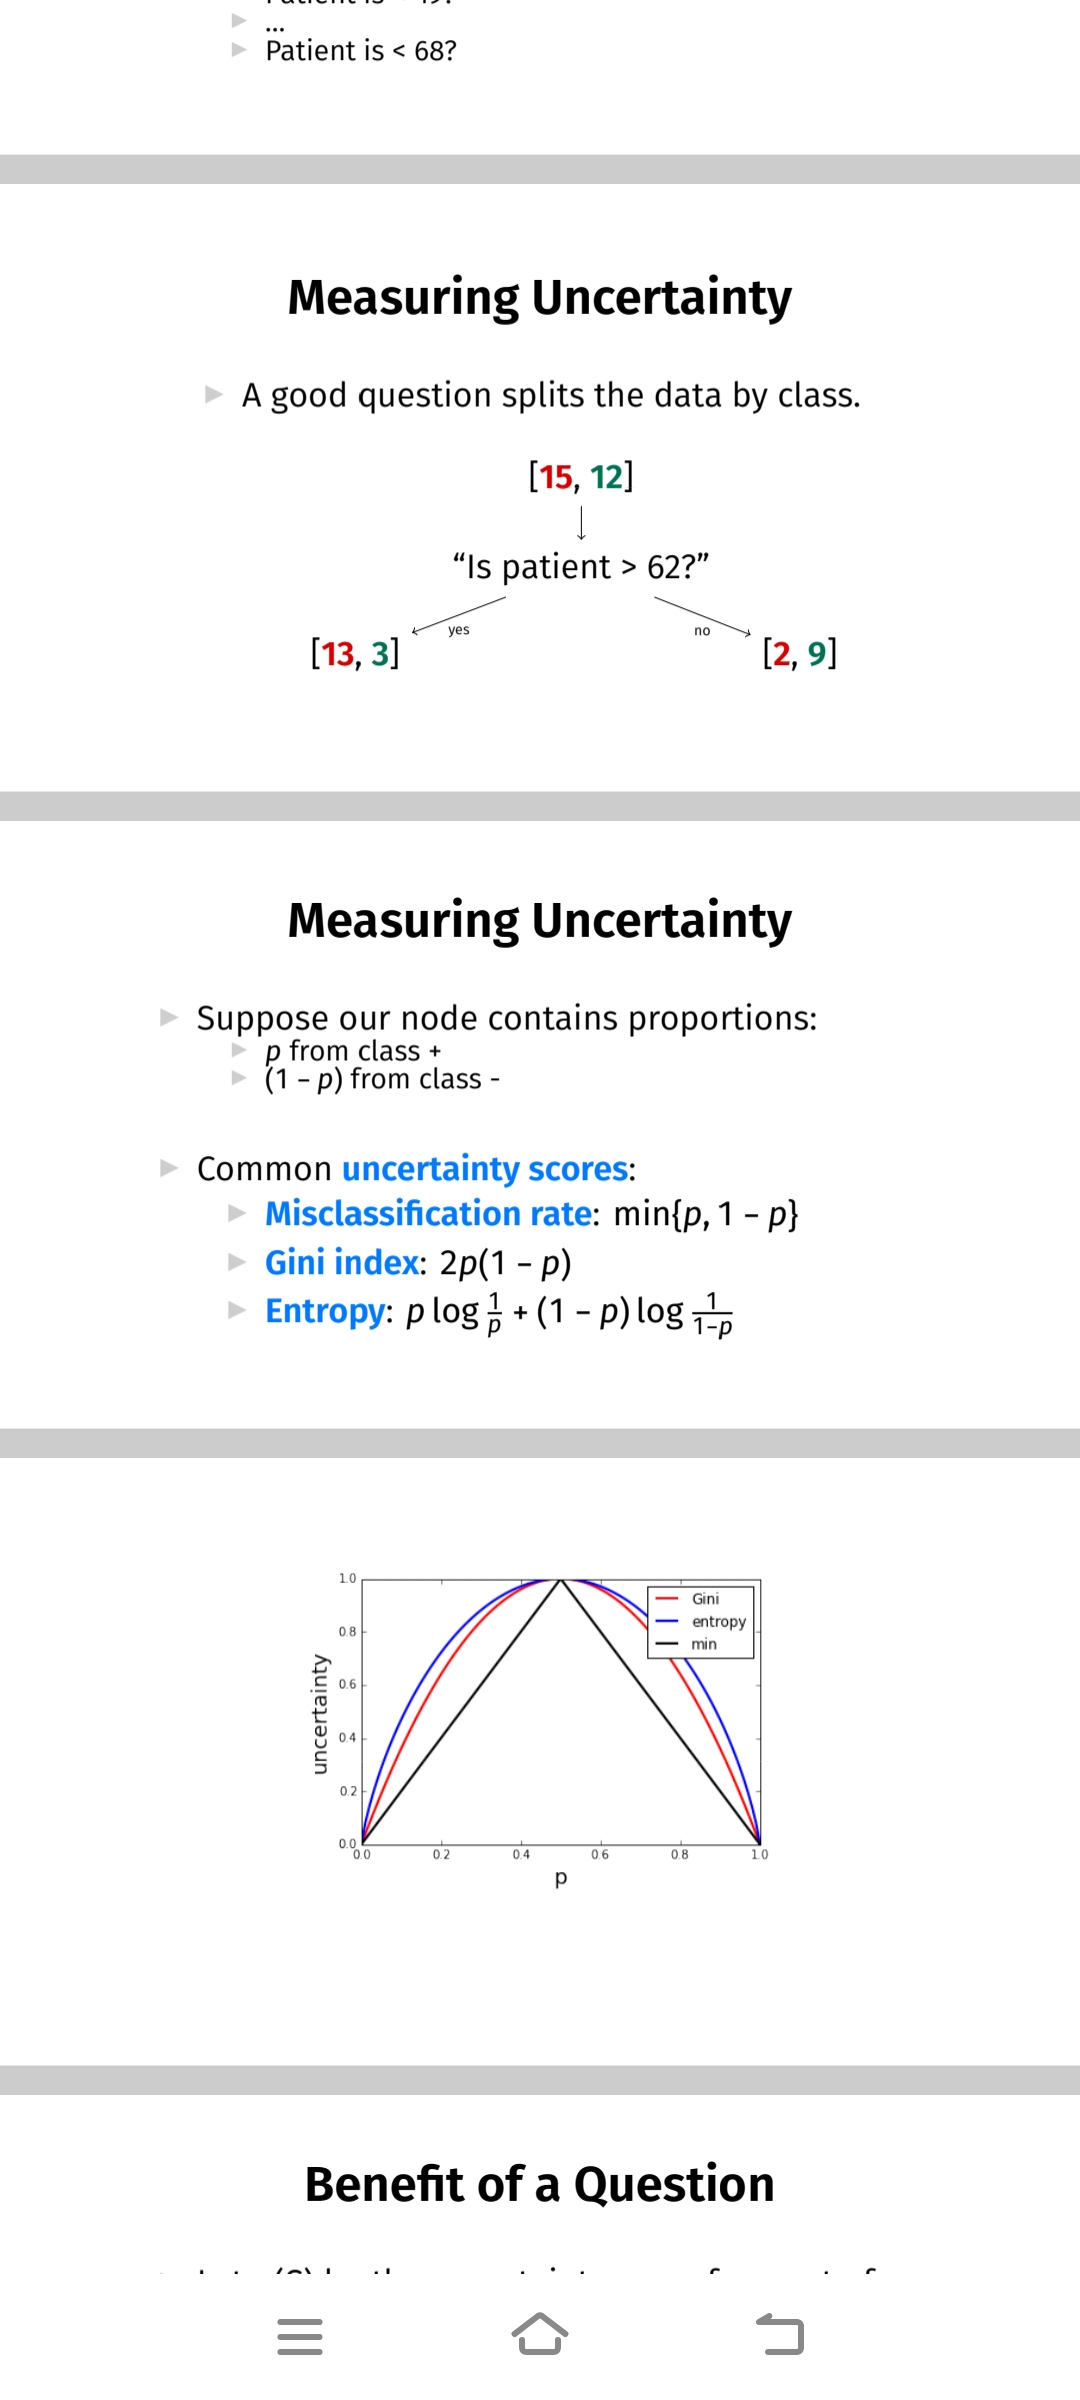 ...
Patient is < 68?
Measuring Uncertainty
A good question splits the data by class.
[15, 12]
“Is patient > 62?”
yes
no
[13, 3]
[2, 9]
Measuring Uncertainty
Suppose our node contains proportions:
p from class +
(1 – p) from class -
Common uncertainty scores:
Misclassification rate: min{p, 1 – p}
Gini index: 2p(1 – p)
Entropy: p log 1/p + (1 – p) log 1/1–p
1.0
0.8
0.6
0.4
0.2
0.0
uncertainty
Gini
entropy
min
0.0 0.2 0.4 0.6 0.8 1.0
p
Benefit of a Question